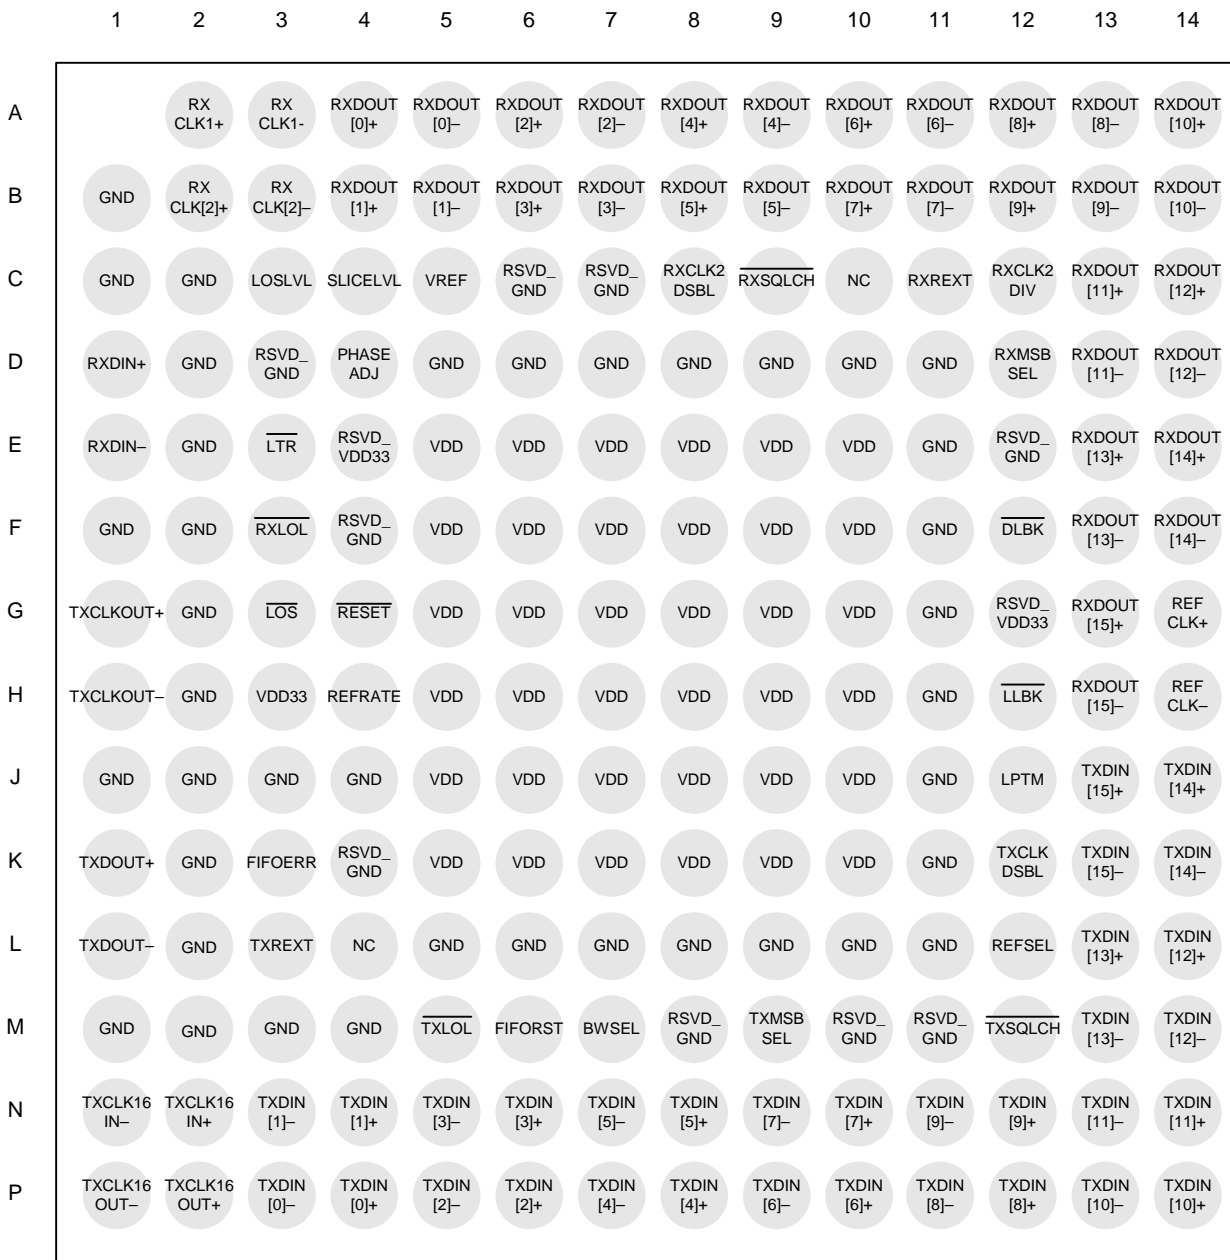 1 2 3 4 5 6 7 8 9 10 11 12 13 14
A
RX RX RXDOUT RXDOUT RXDOUT RXDOUT RXDOUT RXDOUT RXDOUT RXDOUT RXDOUT RXDOUT RXDOUT
CLK1+ CLK1- [0]+ [0]– [2]+ [2]– [4]+ [4]– [6]+ [6]– [8]+ [8]– [10]+
B
GND RX RX RXDOUT RXDOUT RXDOUT RXDOUT RXDOUT RXDOUT RXDOUT RXDOUT RXDOUT RXDOUT RXDOUT
CLK[2]+ CLK[2]– [1]+ [1]– [3]+ [3]– [5]+ [5]– [7]+ [7]– [9]+ [9]– [10]–
C
GND GND LOSLVL SLICELVL VREF RSVD_ RSVD_ RXCLK2 RXSQLCH NC RXREXT RXCLK2 RXDOUT RXDOUT
GND GND DSBL DIV [11]+ [12]+
D
RXDIN+ GND RSVD_ PHASE GND GND GND GND GND GND GND RXMSB RXDOUT RXDOUT
GND ADJ SEL [11]– [12]–
E
RXDIN– GND LTR RSVD_ VDD VDD VDD VDD VDD VDD GND RSVD_ RXDOUT RXDOUT
VDD33 GND [13]+ [14]+
F
GND GND RXLOL RSVD_ VDD VDD VDD VDD VDD VDD GND DLBK RXDOUT RXDOUT
GND [13]– [14]–
G
TXCLKOUT+ GND LOS RESET VDD VDD VDD VDD VDD VDD GND RSVD_ RXDOUT REF
VDD33 [15]+ CLK+
H
TXCLKOUT– GND VDD33 REFRATE VDD VDD VDD VDD VDD VDD GND LLBK RXDOUT REF
[15]– CLK–
J
GND GND GND GND VDD VDD VDD VDD VDD VDD GND LPTM TXDIN TXDIN
[15]+ [14]+
K
TXDOUT+ GND FIFOERR RSVD_ VDD VDD VDD VDD VDD VDD GND TXCLK TXDIN TXDIN
GND DSBL [15]– [14]–
L
TXDOUT– GND TXREXT NC GND GND GND GND GND GND GND REFSEL TXDIN TXDIN
[13]+ [12]+
M
GND GND GND GND TXLOL FIFORST BWSEL RSVD_ TXMSB RSVD_ RSVD_ TXSQLCH TXDIN TXDIN
GND SEL GND GND [13]– [12]–
N
TXCLK16 TXCLK16 TXDIN TXDIN TXDIN TXDIN TXDIN TXDIN TXDIN TXDIN TXDIN TXDIN TXDIN TXDIN
IN– IN+ [1]– [1]+ [3]– [3]+ [5]– [5]+ [7]– [7]+ [9]– [9]+ [11]– [11]+
P
TXCLK16 TXCLK16 TXDIN TXDIN TXDIN TXDIN TXDIN TXDIN TXDIN TXDIN TXDIN TXDIN TXDIN TXDIN
OUT– OUT+ [0]– [0]+ [2]– [2]+ [4]– [4]+ [6]– [6]+ [8]– [8]+ [10]– [10]+